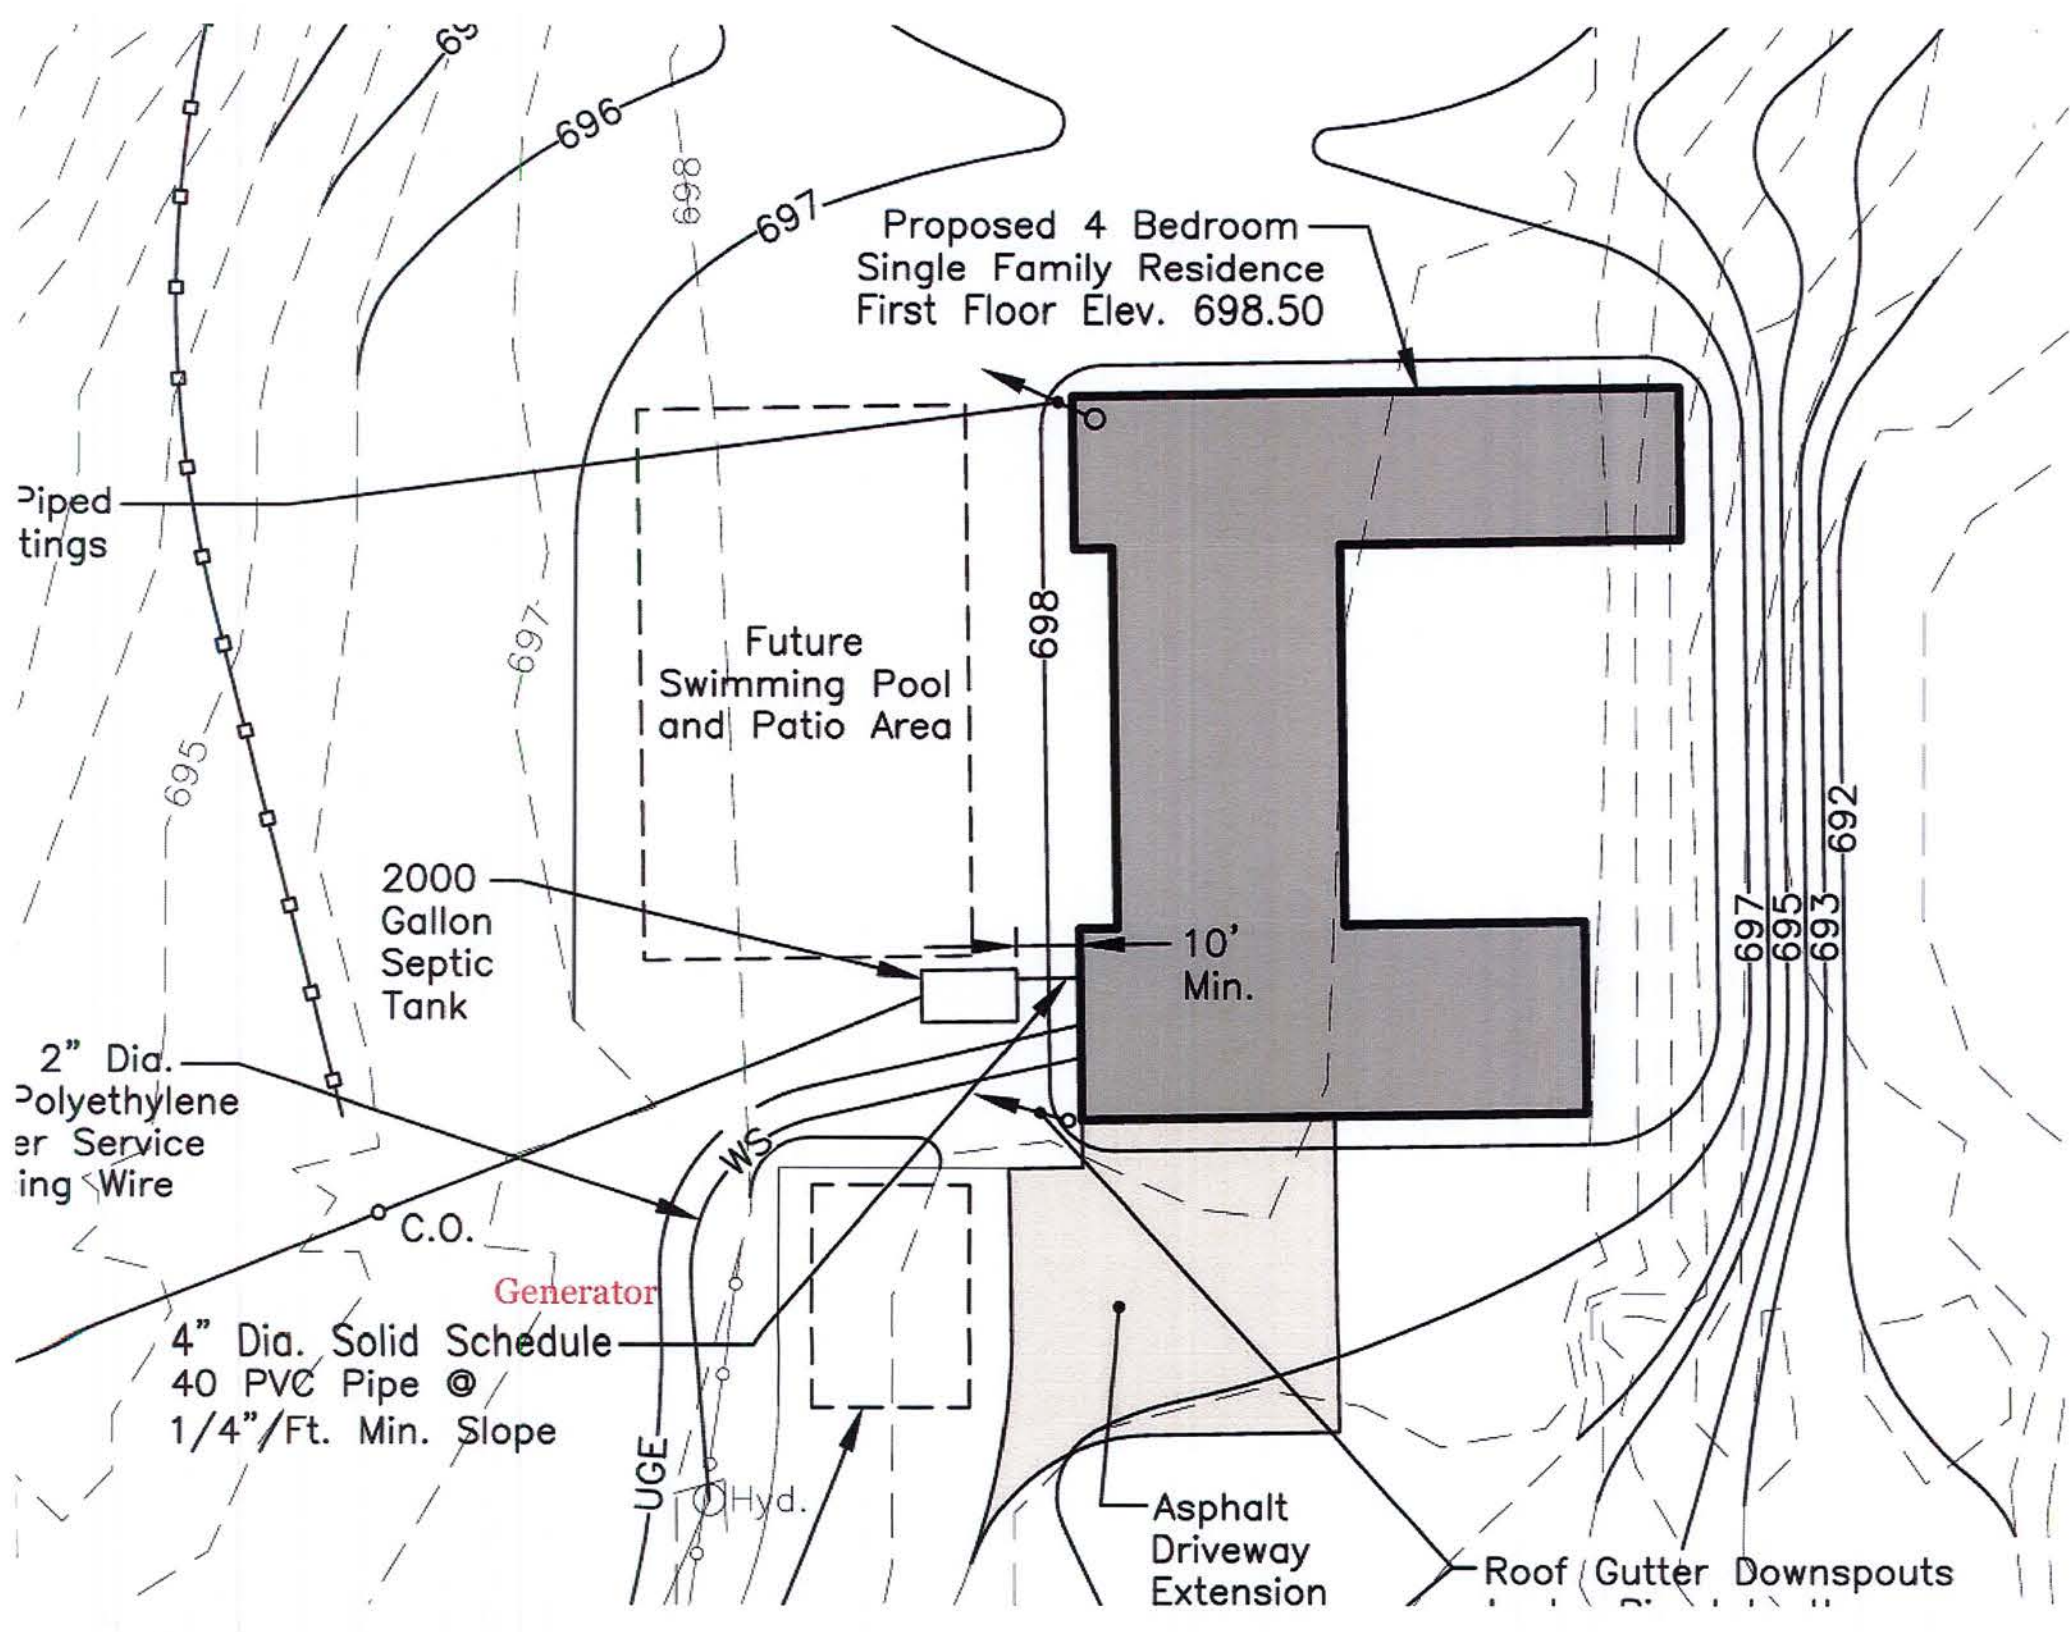 696
698
697
Proposed 4 Bedroom
Single Family Residence
First Floor Elev. 698.50
Piped
tings
698
697
Future
Swimming Pool
and Patio Area
695
692
2000
Gallon
Septic
Tank
697
695
693
10'
Min.
2" Dia.
Polyethylene
er Service
ing Wire
WS
C.O.
Generator
4" Dia. Solid Schedule
40 PVC Pipe @
1/4"/Ft. Min. Slope
UGE
Hyd.
Asphalt
Driveway
Extension
Roof Gutter Downspouts